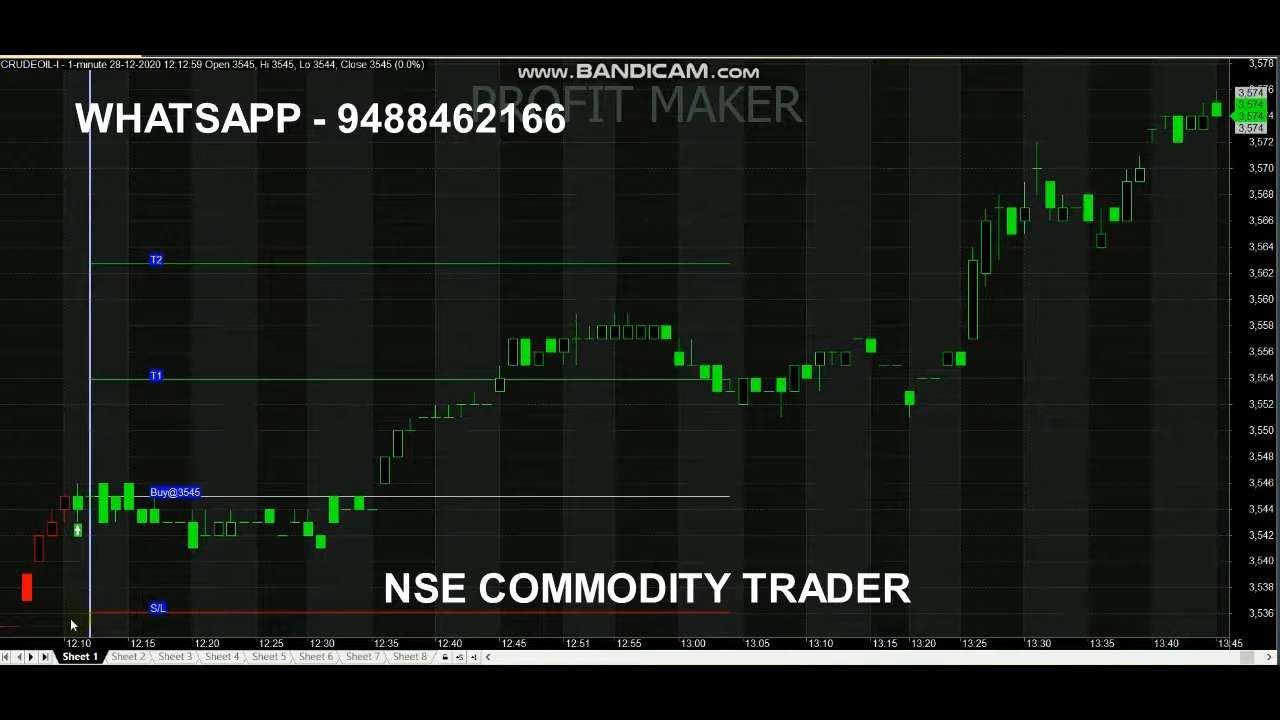 CRUDEOIL-I - 1-minute 28-12-2020 12:12:59 Open 3545, Hi 3545, Lo 3544, Close 3545 (0.0%)
www.BANDICAM.com
PROFIT MAKER
WHATSAPP - 9488462166
3,578
3,574
3,574
3,574
3,574
3,572
3,570
3,568
3,566
3,564
T2
3,562
3,560
3,558
3,556
T1
3,554
3,552
3,550
3,548
Buy@3545
3,546
3,544
3,542
3,540
NSE COMMODITY TRADER
3,538
S/L
3,536
12:10 12:15 12:20 12:25 12:30 12:40 12:45 12:51 12:55 13:00 13:05 13:10 13:15 13:20 13:25 13:30 13:35 13:40 13:45
Sheet 1 Sheet 2 Sheet 3 Sheet 4 Sheet 5 Sheet 6 Sheet 7 Sheet 8